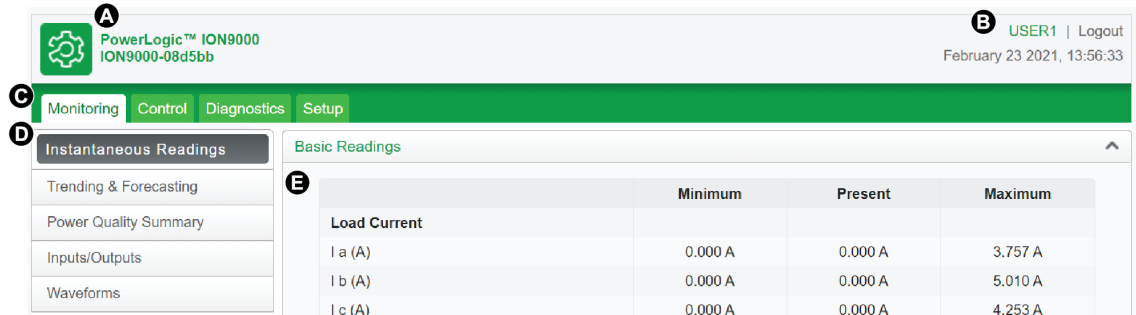 A
PowerLogic™ ION9000
ION9000-08d5bb
B
USER1 | Logout
February 23 2021, 13:56:33
C
Monitoring Control Diagnostics Setup
D
Instantaneous Readings
Trending & Forecasting
Power Quality Summary
Inputs/Outputs
Waveforms
Basic Readings
E
Minimum Present Maximum
Load Current
I a (A) 0.000 A 0.000 A 3.757 A
I b (A) 0.000 A 0.000 A 5.010 A
I c (A) 0.000 A 0.000 A 4.253 A